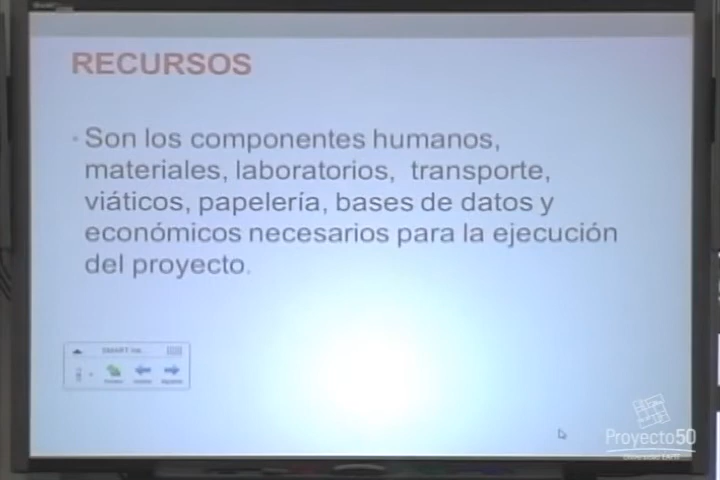 RECURSOS
• Son los componentes humanos,
materiales, laboratorios, transporte,
viáticos, papelería, bases de datos y
económicos necesarios para la ejecución
del proyecto.
Proyecto50